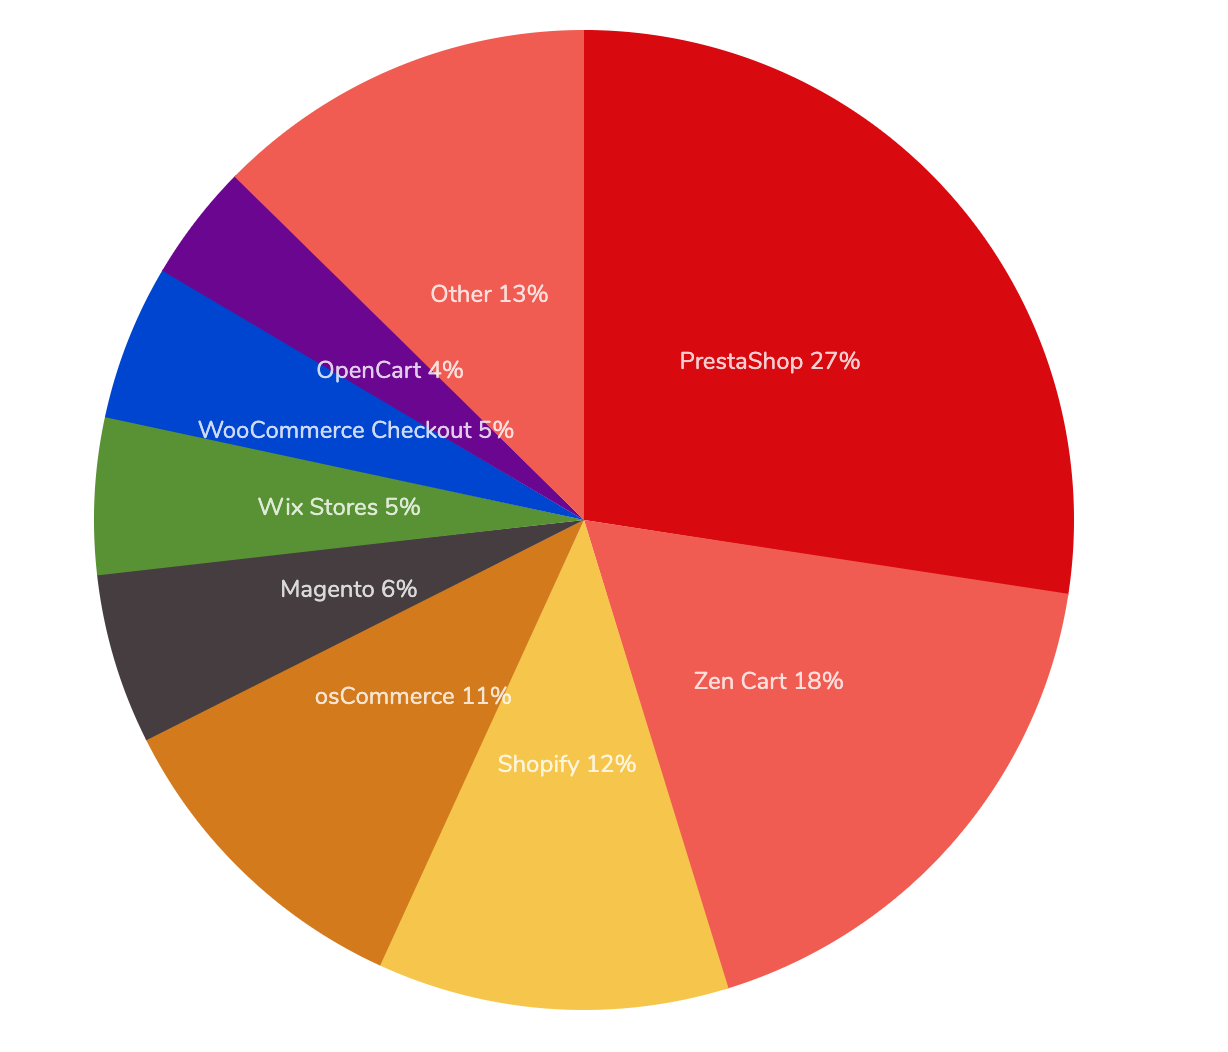 Other 13%
PrestaShop 27%
OpenCart 4%
WooCommerce Checkout 5%
Wix Stores 5%
Magento 6%
Zen Cart 18%
osCommerce 11%
Shopify 12%